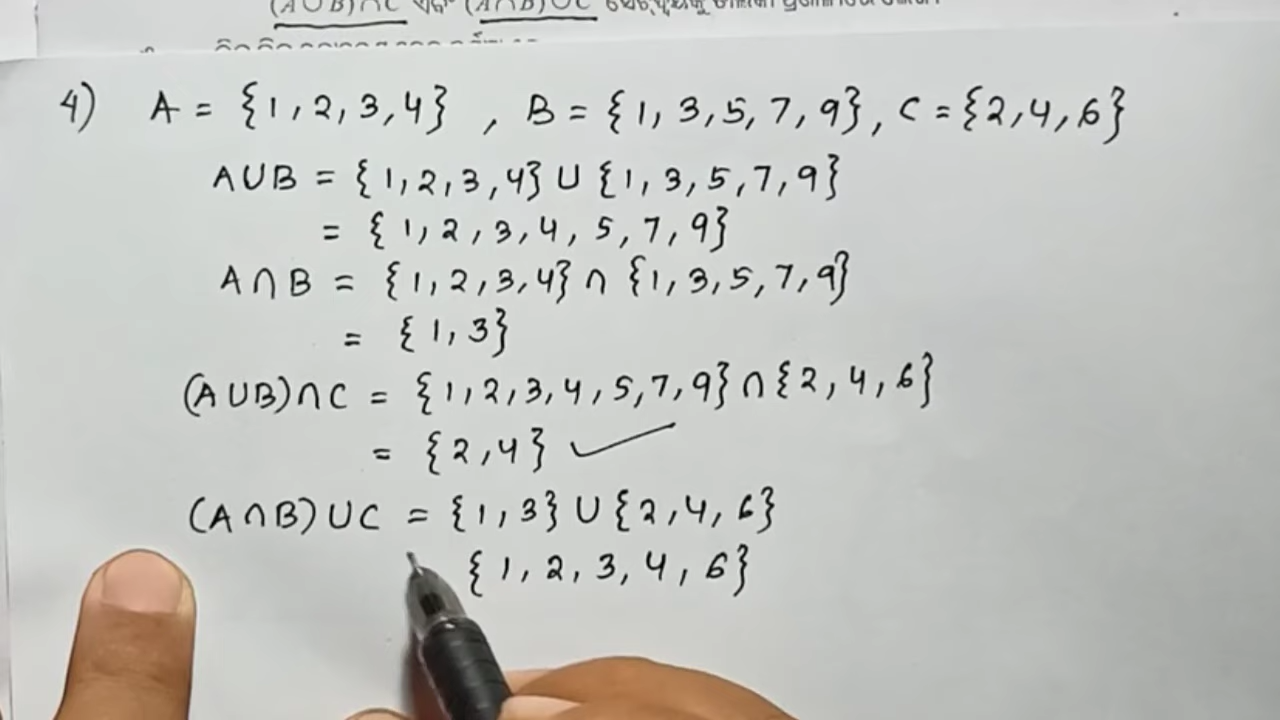 (A∪B)∩C ଏବଂ (A∩B)∪C
4) A = {1, 2, 3, 4} , B = {1, 3, 5, 7, 9}, C = {2, 4, 6}
A∪B = {1, 2, 3, 4} ∪ {1, 3, 5, 7, 9}
= {1, 2, 3, 4, 5, 7, 9}
A∩B = {1, 2, 3, 4} ∩ {1, 3, 5, 7, 9}
= {1, 3}
(A∪B)∩C = {1, 2, 3, 4, 5, 7, 9} ∩ {2, 4, 6}
= {2, 4} ✓
(A∩B)∪C = {1, 3} ∪ {2, 4, 6}
{1, 2, 3, 4, 6}